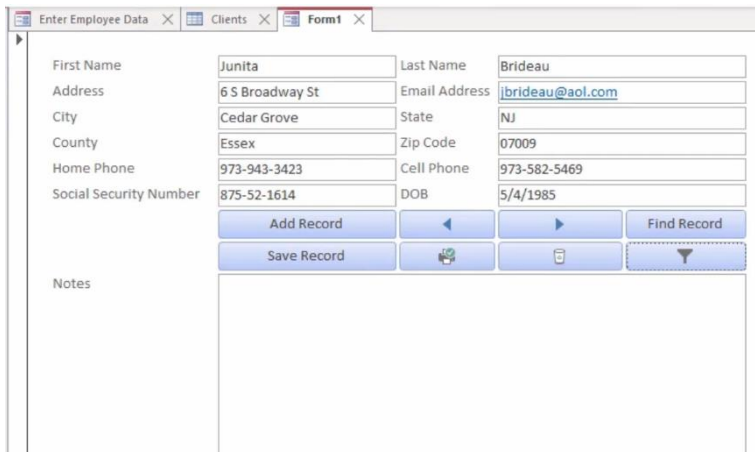 Enter Employee Data Clients Form1
First Name Junita Last Name Brideau
Address 6 S Broadway St Email Address jbrideau@aol.com
City Cedar Grove State NJ
County Essex Zip Code 07009
Home Phone 973-943-3423 Cell Phone 973-582-5469
Social Security Number 875-52-1614 DOB 5/4/1985
Add Record Find Record
Save Record
Notes